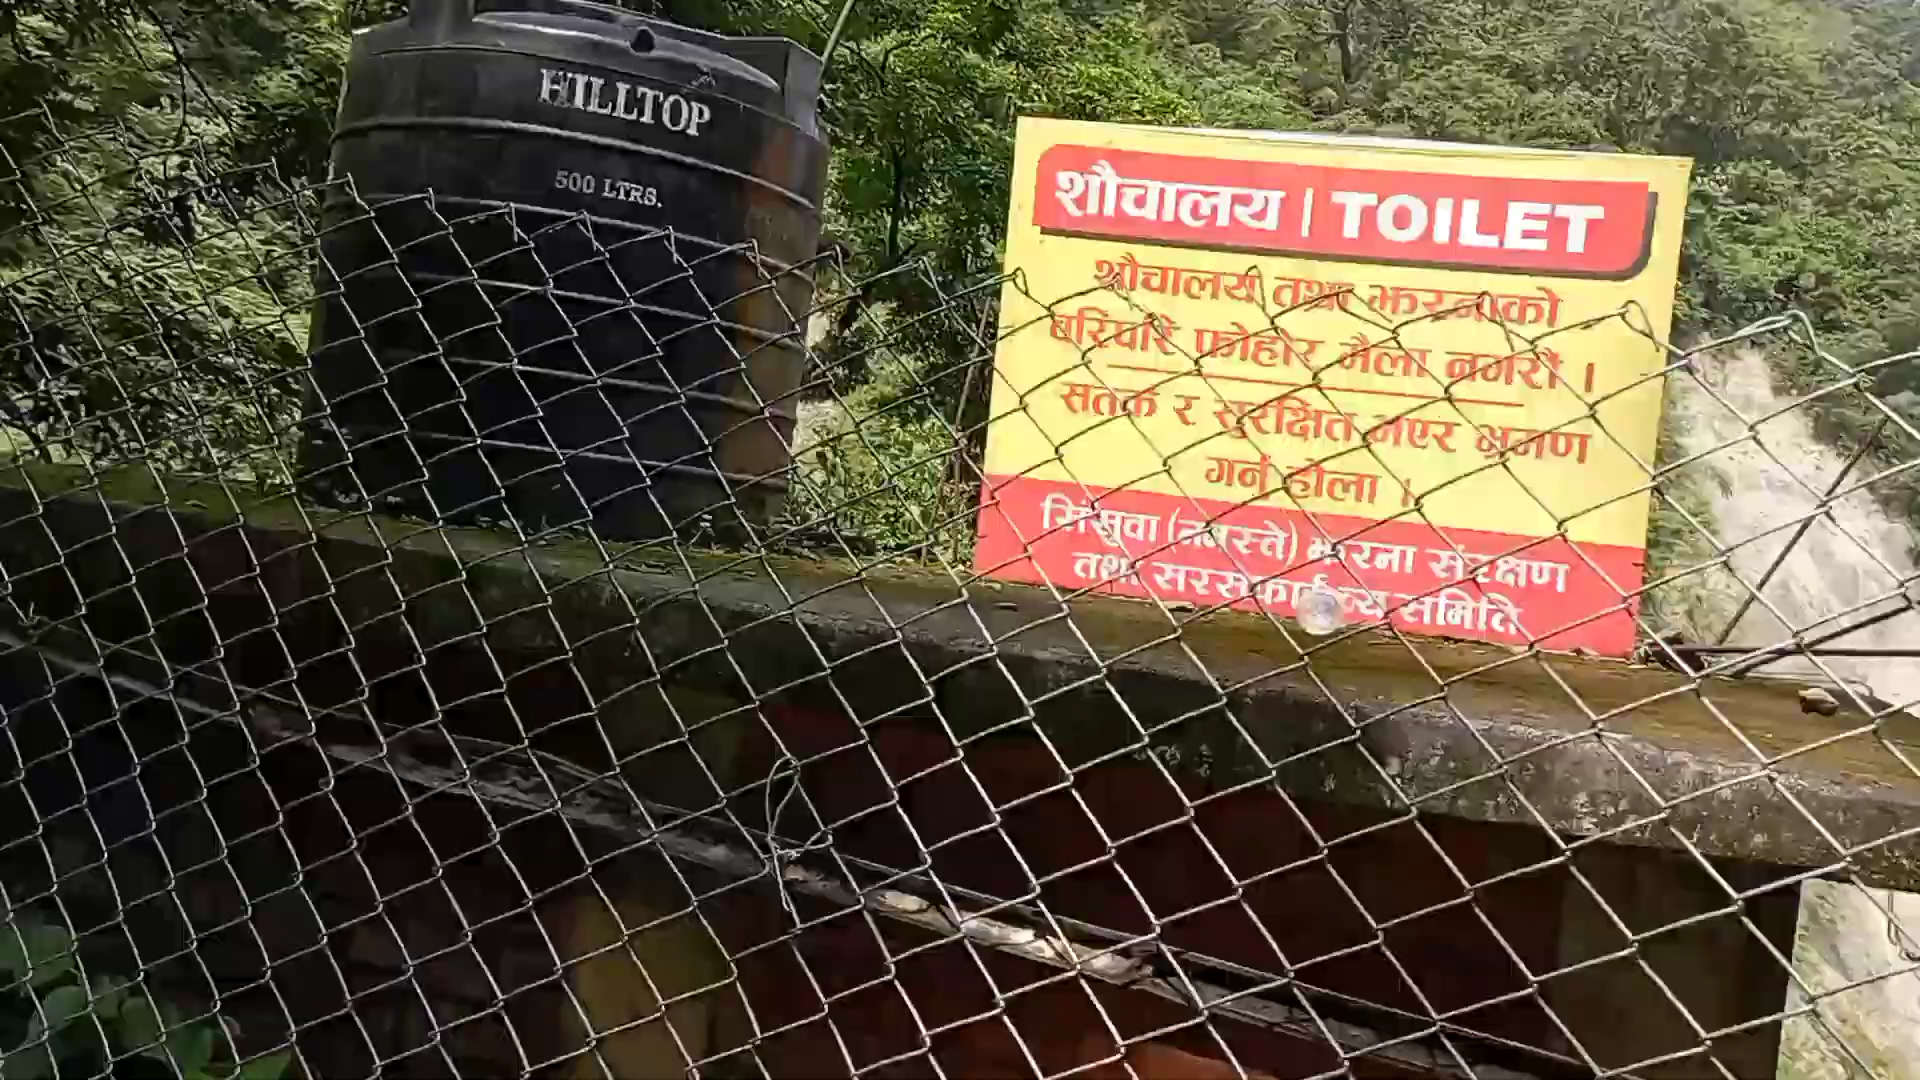 HILLTOP
500 LTRS.
शौचालय | TOILET
शौचालय तथा झरनाको
वरिपरि फोहोर मैला नगरौं ।
सतर्क र सुरक्षित भएर भ्रमण
गर्नु होला ।
सिंसुवा (नमस्ते) झरना संरक्षण
तथा समिति